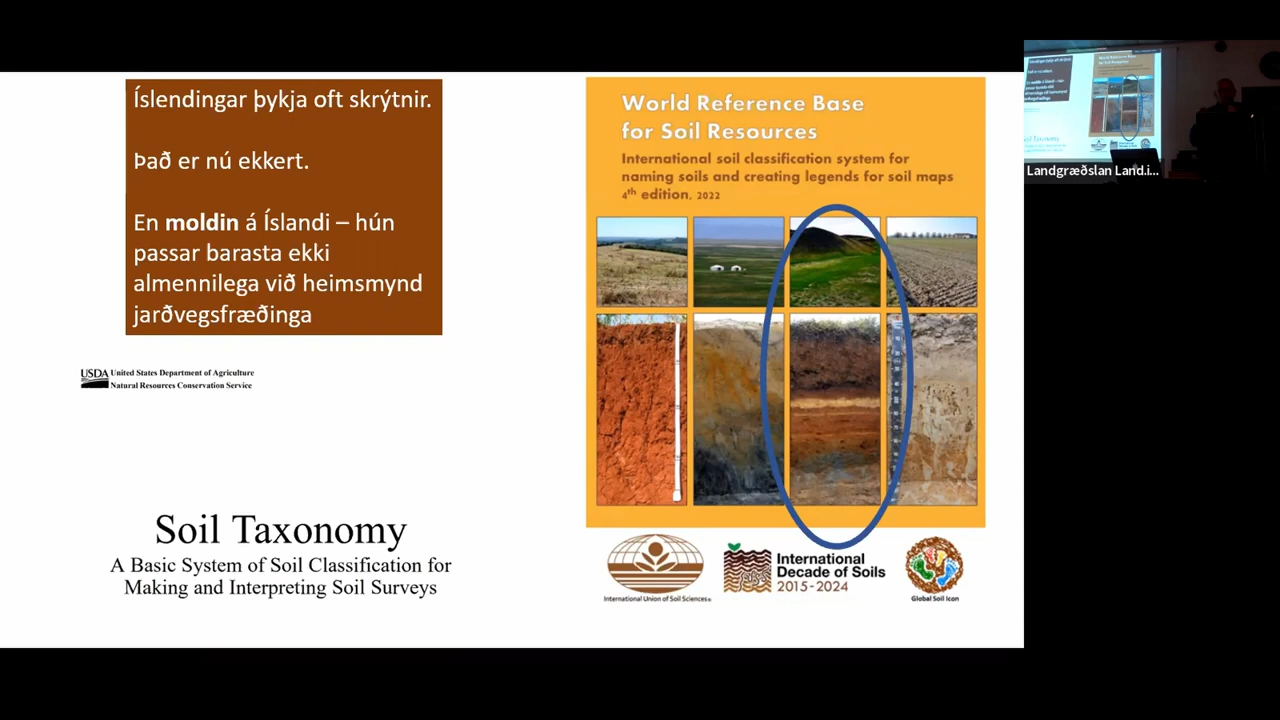 Íslendingar þykja oft skrýtnir.
Það er nú ekkert.
En moldin á Íslandi – hún
passar barasta ekki
almennilega við heimsmynd
jarðvegsfræðinga
USDA United States Department of Agriculture
Natural Resources Conservation Service
Soil Taxonomy
A Basic System of Soil Classification for
Making and Interpreting Soil Surveys
World Reference Base
for Soil Resources
International soil classification system for
naming soils and creating legends for soil maps
4th edition, 2022
International Union of Soil Sciences
International
Decade of Soils
2015-2024
Global Soil Icon
Landgræðslan Land.i...